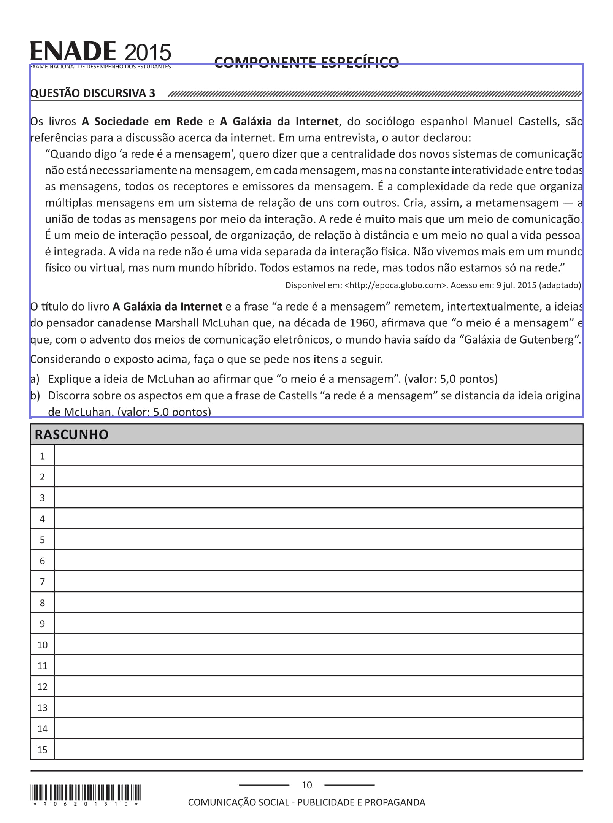 ENADE 2015
EXAME NACIONAL DE DESEMPENHO DOS ESTUDANTES
COMPONENTE ESPECÍFICO
QUESTÃO DISCURSIVA 3
Os livros A Sociedade em Rede e A Galáxia da Internet, do sociólogo espanhol Manuel Castells, são
referências para a discussão acerca da internet. Em uma entrevista, o autor declarou:
“Quando digo ‘a rede é a mensagem’, quero dizer que a centralidade dos novos sistemas de comunicação
não está necessariamente na mensagem, em cada mensagem, mas na constante interatividade entre todas
as mensagens, todos os receptores e emissores da mensagem. É a complexidade da rede que organiza
múltiplas mensagens em um sistema de relação de uns com outros. Cria, assim, a metamensagem — a
união de todas as mensagens por meio da interação. A rede é muito mais que um meio de comunicação.
É um meio de interação pessoal, de organização, de relação à distância e um meio no qual a vida pessoa
é integrada. A vida na rede não é uma vida separada da interação física. Não vivemos mais em um mundo
físico ou virtual, mas num mundo híbrido. Todos estamos na rede, mas todos não estamos só na rede.”
Disponível em: <http://epoca.globo.com>. Acesso em: 9 jul. 2015 (adaptado)
O título do livro A Galáxia da Internet e a frase “a rede é a mensagem” remetem, intertextualmente, a ideias
do pensador canadense Marshall McLuhan que, na década de 1960, afirmava que “o meio é a mensagem” e
que, com o advento dos meios de comunicação eletrônicos, o mundo havia saído da “Galáxia de Gutenberg”.
Considerando o exposto acima, faça o que se pede nos itens a seguir.
a) Explique a ideia de McLuhan ao afirmar que “o meio é a mensagem”. (valor: 5,0 pontos)
b) Discorra sobre os aspectos em que a frase de Castells “a rede é a mensagem” se distancia da ideia origina
de McLuhan. (valor: 5,0 pontos)
RASCUNHO
1
2
3
4
5
6
7
8
9
10
11
12
13
14
15
10
COMUNICAÇÃO SOCIAL - PUBLICIDADE E PROPAGANDA